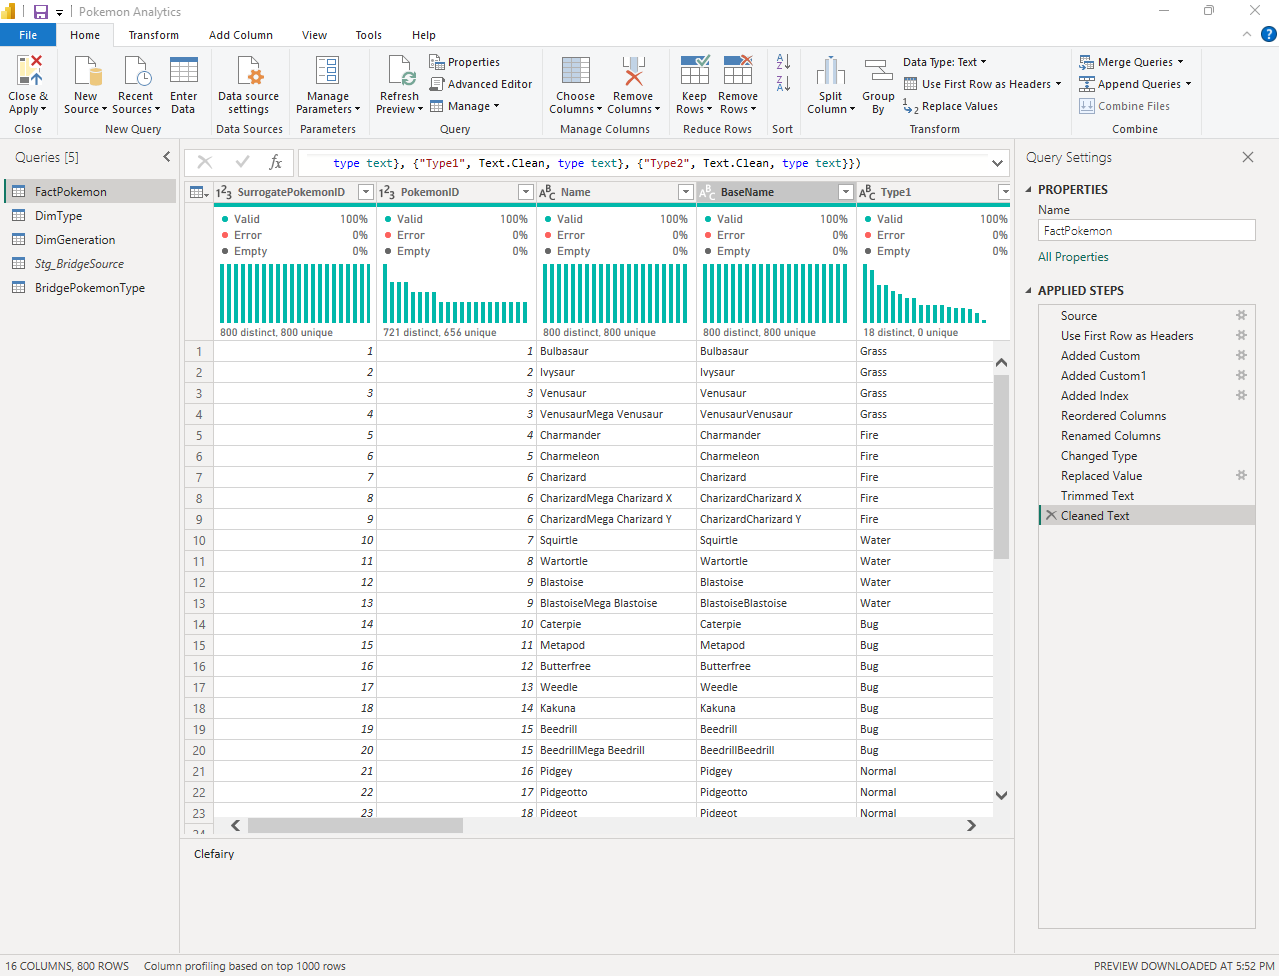 Pokemon Analytics
File Home Transform Add Column View Tools Help
Close & Apply
Close
New Source
Recent Sources
Enter Data
New Query
Data source settings
Data Sources
Manage Parameters
Parameters
Refresh Preview
Properties
Advanced Editor
Manage
Query
Choose Columns
Remove Columns
Manage Columns
Keep Rows
Remove Rows
Reduce Rows
Sort
Split Column
Group By
Data Type: Text
Use First Row as Headers
Replace Values
Transform
Merge Queries
Append Queries
Combine Files
Combine
Queries [5]
FactPokemon
DimType
DimGeneration
Stg_BridgeSource
BridgePokemonType
fx type text}, {"Type1", Text.Clean, type text}, {"Type2", Text.Clean, type text}})
SurrogatePokemonID PokemonID Name BaseName Type1
Valid 100% Valid 100% Valid 100% Valid 100% Valid 100%
Error 0% Error 0% Error 0% Error 0% Error 0%
Empty 0% Empty 0% Empty 0% Empty 0% Empty 0%
800 distinct, 800 unique 721 distinct, 656 unique 800 distinct, 800 unique 800 distinct, 800 unique 18 distinct, 0 unique
1 1 1 Bulbasaur Bulbasaur Grass
2 2 2 Ivysaur Ivysaur Grass
3 3 3 Venusaur Venusaur Grass
4 4 3 VenusaurMega Venusaur VenusaurVenusaur Grass
5 5 4 Charmander Charmander Fire
6 6 5 Charmeleon Charmeleon Fire
7 7 6 Charizard Charizard Fire
8 8 6 CharizardMega Charizard X CharizardCharizard X Fire
9 9 6 CharizardMega Charizard Y CharizardCharizard Y Fire
10 10 7 Squirtle Squirtle Water
11 11 8 Wartortle Wartortle Water
12 12 9 Blastoise Blastoise Water
13 13 9 BlastoiseMega Blastoise BlastoiseBlastoise Water
14 14 10 Caterpie Caterpie Bug
15 15 11 Metapod Metapod Bug
16 16 12 Butterfree Butterfree Bug
17 17 13 Weedle Weedle Bug
18 18 14 Kakuna Kakuna Bug
19 19 15 Beedrill Beedrill Bug
20 20 15 BeedrillMega Beedrill BeedrillBeedrill Bug
21 21 16 Pidgey Pidgey Normal
22 22 17 Pidgeotto Pidgeotto Normal
23 23 18 Pidgeot Pidgeot Normal
24
Clefairy
Query Settings
PROPERTIES
Name
FactPokemon
All Properties
APPLIED STEPS
Source
Use First Row as Headers
Added Custom
Added Custom1
Added Index
Reordered Columns
Renamed Columns
Changed Type
Replaced Value
Trimmed Text
Cleaned Text
16 COLUMNS, 800 ROWS Column profiling based on top 1000 rows PREVIEW DOWNLOADED AT 5:52 PM